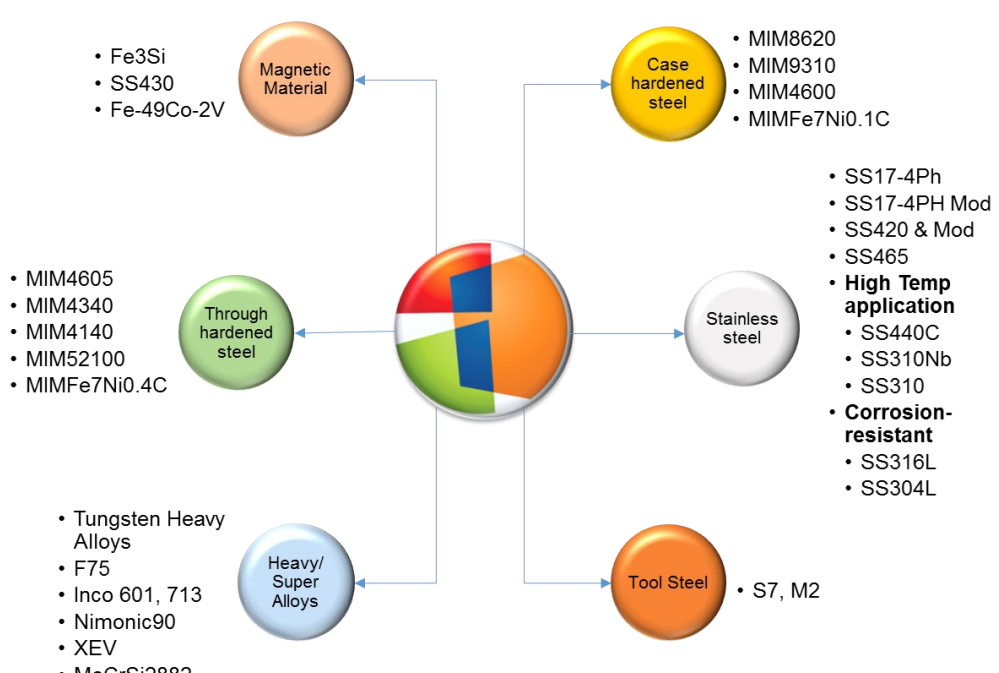 Magnetic
Material
• Fe3Si
• SS430
• Fe-49Co-2V
Case
hardened
steel
• MIM8620
• MIM9310
• MIM4600
• MIMFe7Ni0.1C
Through
hardened
steel
• MIM4605
• MIM4340
• MIM4140
• MIM52100
• MIMFe7Ni0.4C
Stainless
steel
• SS17-4Ph
• SS17-4PH Mod
• SS420 & Mod
• SS465
• High Temp
application
• SS440C
• SS310Nb
• SS310
• Corrosion-
resistant
• SS316L
• SS304L
Heavy/
Super
Alloys
• Tungsten Heavy
Alloys
• F75
• Inco 601, 713
• Nimonic90
• XEV
Tool Steel
• S7, M2